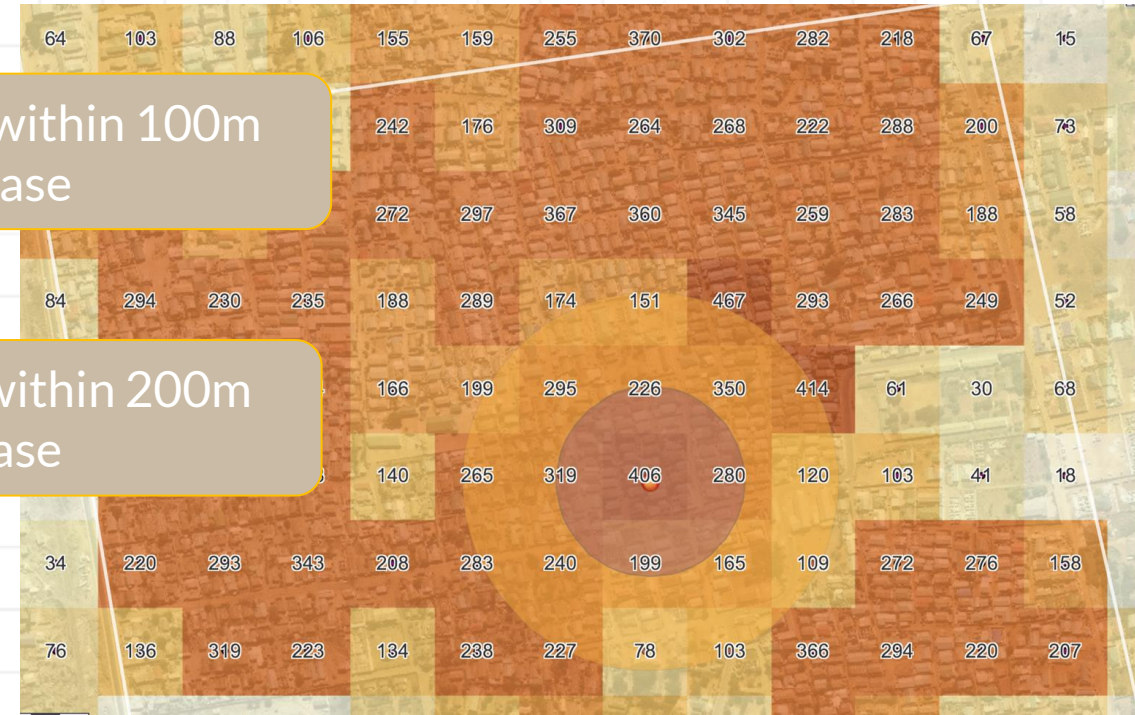 64 103 88 106 155 159 255 370 302 282 218 67 15
within 100m
ase
242 176 309 264 268 222 288 200 73
272 297 367 360 345 259 283 188 58
84 294 230 235 188 289 174 151 467 293 266 249 52
within 200m
ase
166 199 295 226 350 414 61 30 68
140 265 319 406 280 120 103 41 18
34 220 293 343 208 283 240 199 165 109 272 276 158
76 136 319 223 134 238 227 78 103 366 294 220 207